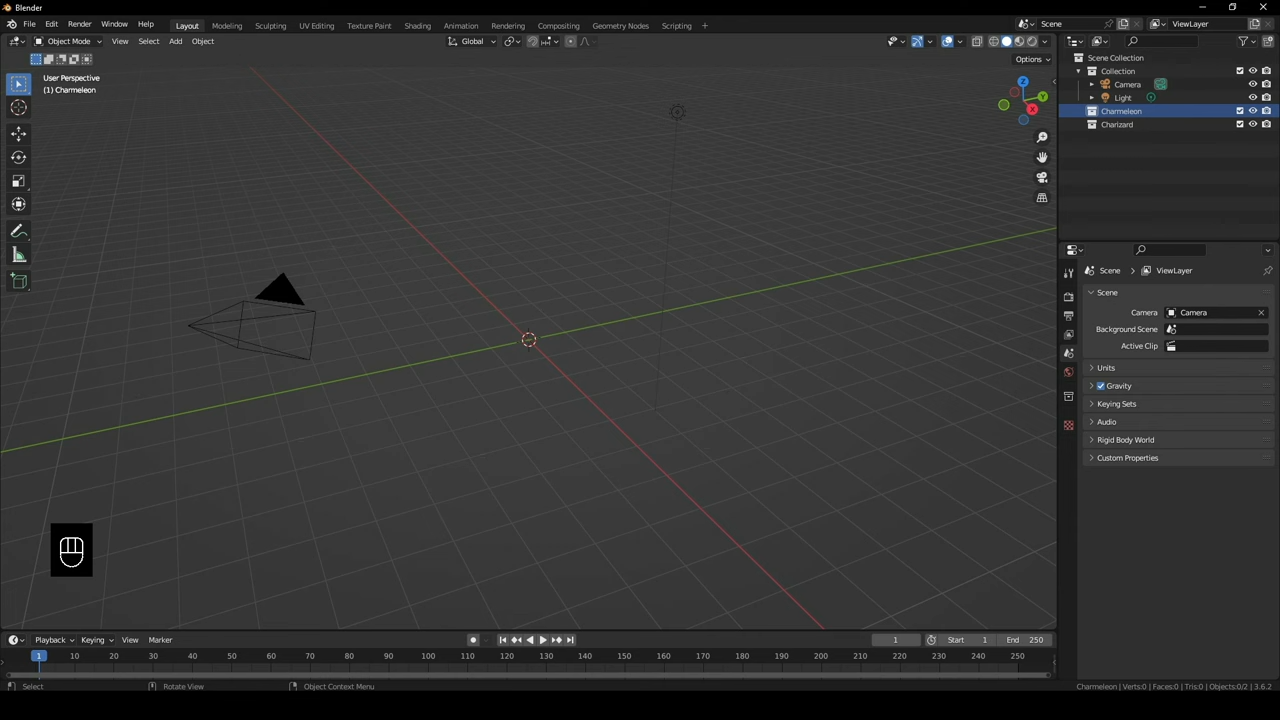 Blender
File Edit Render Window Help
Layout Modeling Sculpting UV Editing Texture Paint Shading Animation Rendering Compositing Geometry Nodes Scripting +
Scene
ViewLayer
Object Mode View Select Add Object
Global
Options
User Perspective
(1) Charmeleon
Z
Y
X
Scene Collection
Collection
Camera
Light
Charmeleon
Charizard
Scene ViewLayer
Scene
Camera Camera
Background Scene
Active Clip
Units
Gravity
Keying Sets
Audio
Rigid Body World
Custom Properties
Playback Keying View Marker
1 Start 1 End 250
1 10 20 30 40 50 60 70 80 90 100 110 120 130 140 150 160 170 180 190 200 210 220 230 240 250
Select Rotate View Object Context Menu
Charmeleon | Verts:0 | Faces:0 | Tris:0 | Objects:0/2 | 3.6.2